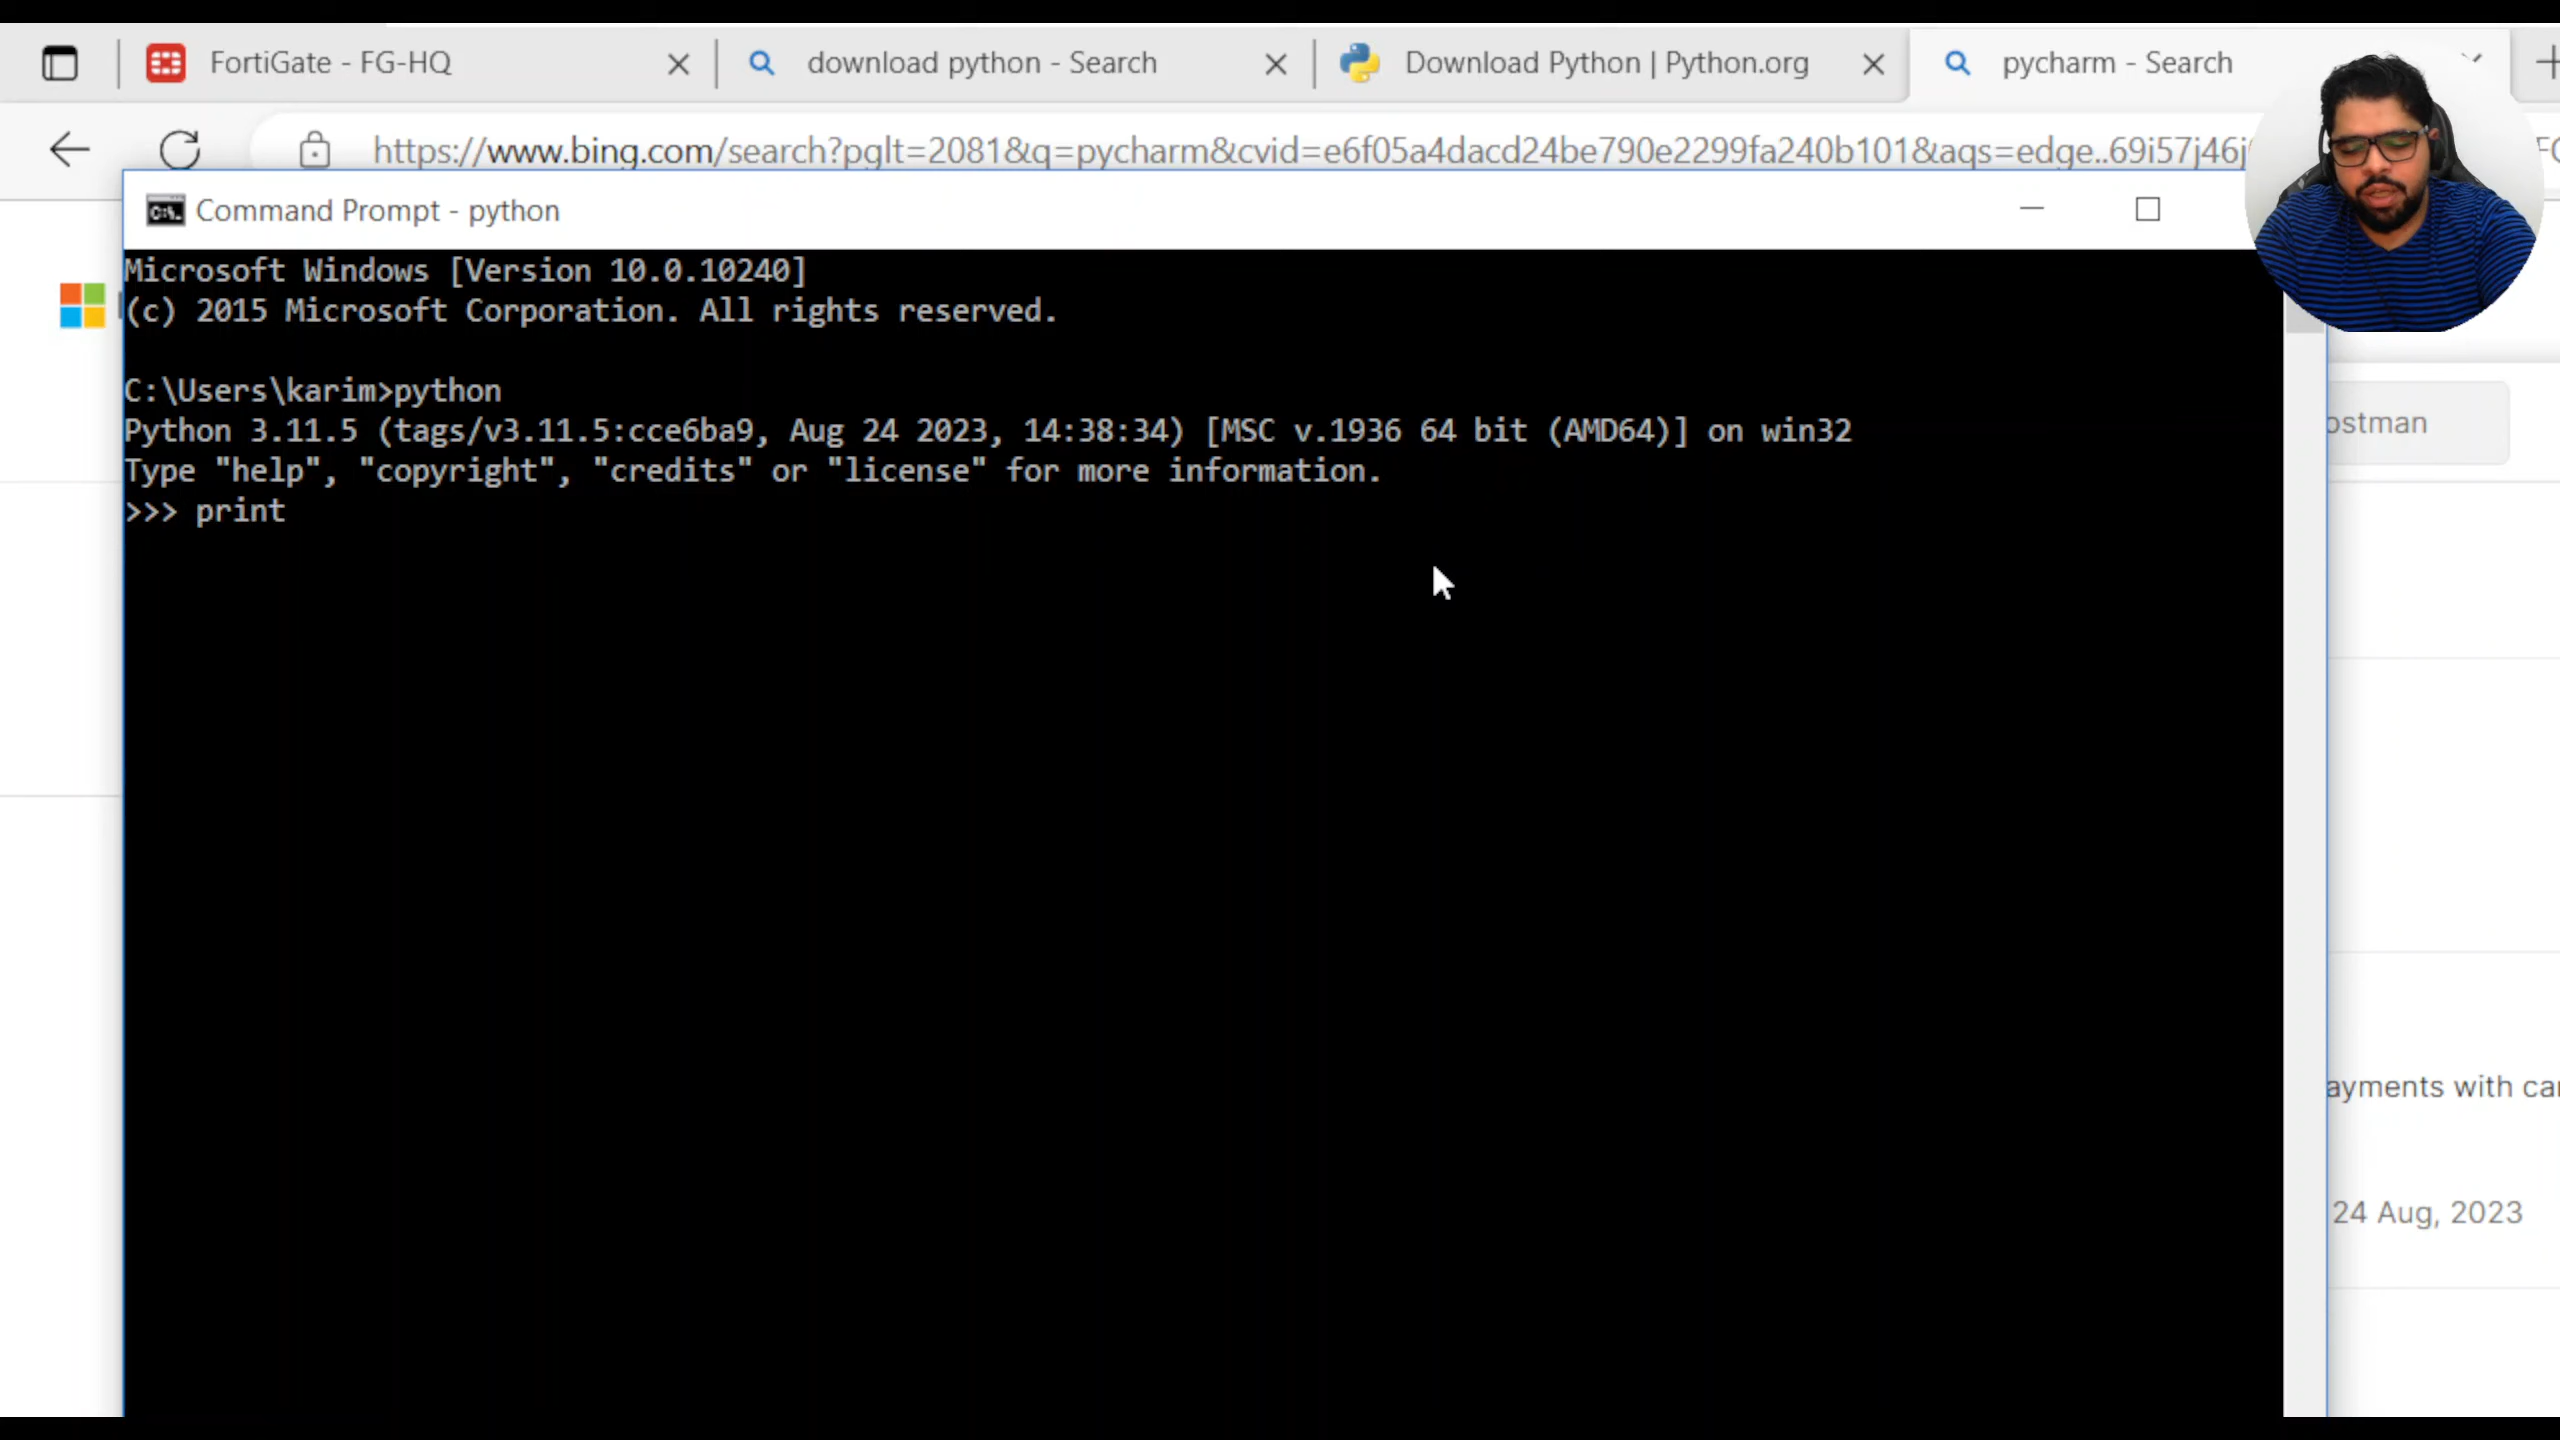 FortiGate - FG-HQ
download python - Search
Download Python | Python.org
pycharm - Search
https://www.bing.com/search?pglt=2081&q=pycharm&cvid=e6f05a4dacd24be790e2299fa240b101&aqs=edge..69i57j46j
Command Prompt - python
Microsoft Windows [Version 10.0.10240]
(c) 2015 Microsoft Corporation. All rights reserved.
C:\Users\karim>python
Python 3.11.5 (tags/v3.11.5:cce6ba9, Aug 24 2023, 14:38:34) [MSC v.1936 64 bit (AMD64)] on win32
Type "help", "copyright", "credits" or "license" for more information.
>>> print
ostman
ayments with car
24 Aug, 2023